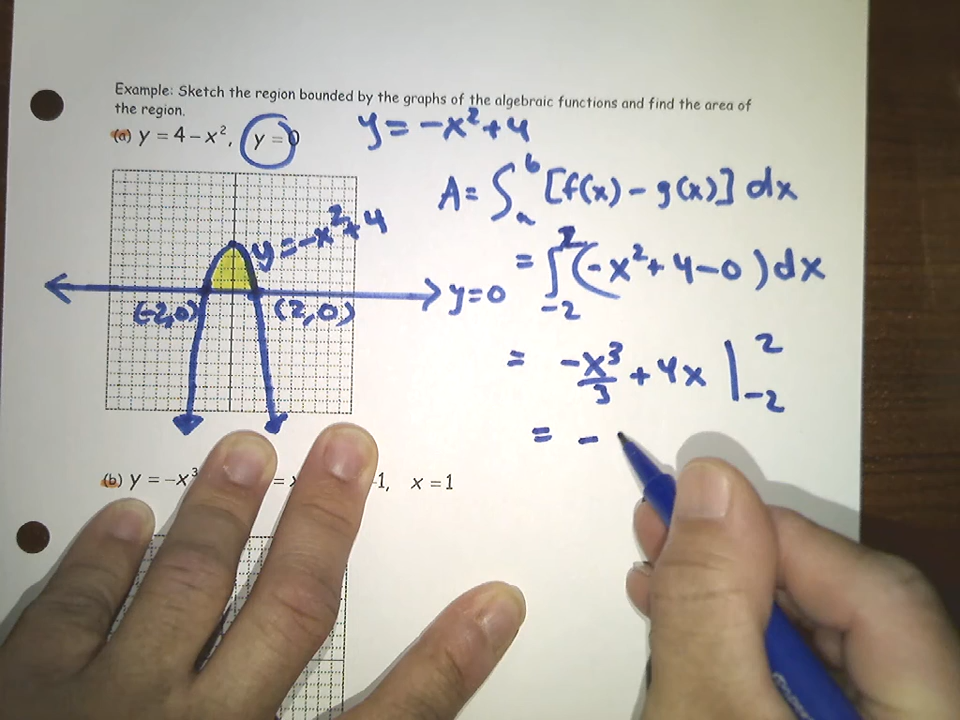 Example: Sketch the region bounded by the graphs of the algebraic functions and find the area of
the region.
(a) y = 4 - x², y = 0
y = -x² + 4
A = ∫ₐᵇ [f(x) - g(x)] dx
y = -x² + 4
= ∫₋₂² (-x² + 4 - 0) dx
y = 0
(-2,0) (2,0)
= -x³/3 + 4x |₋₂²
= -
(b) y = -x³ = 1, x = 1